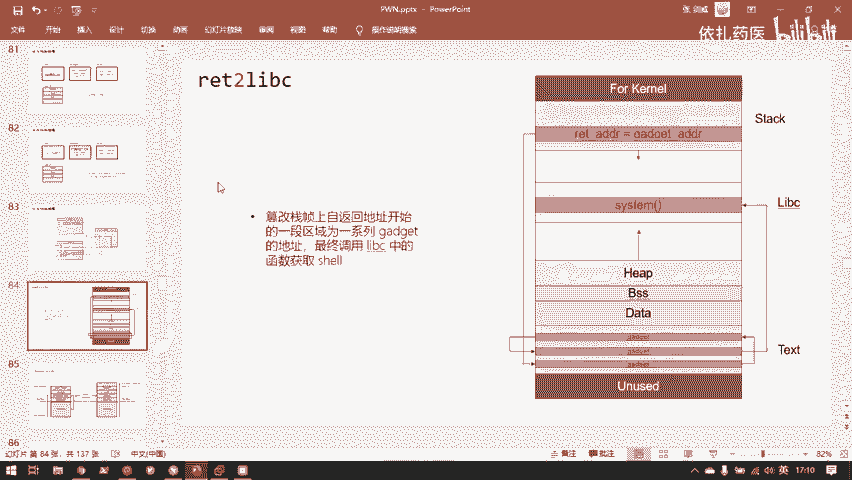 PWN.pptx - PowerPoint
文件 开始 插入 设计 切换 动画 幻灯片放映 审阅 视图 帮助 操作说明搜索
依扎药医 bilibili
81
82
83
84
85
86
ret2libc
篡改栈帧上自返回地址开始
的一段区域为一系列 gadget
的地址，最终调用 libc 中的
函数获取 shell
For Kernel
Stack
ret_addr = gadget_addr
system()
Libc
Heap
Bss
Data
gadget
gadget
gadget
Text
Unused
幻灯片 第 84 张，共 137 张 中文(中国)
备注 批注
82%
英 17:10